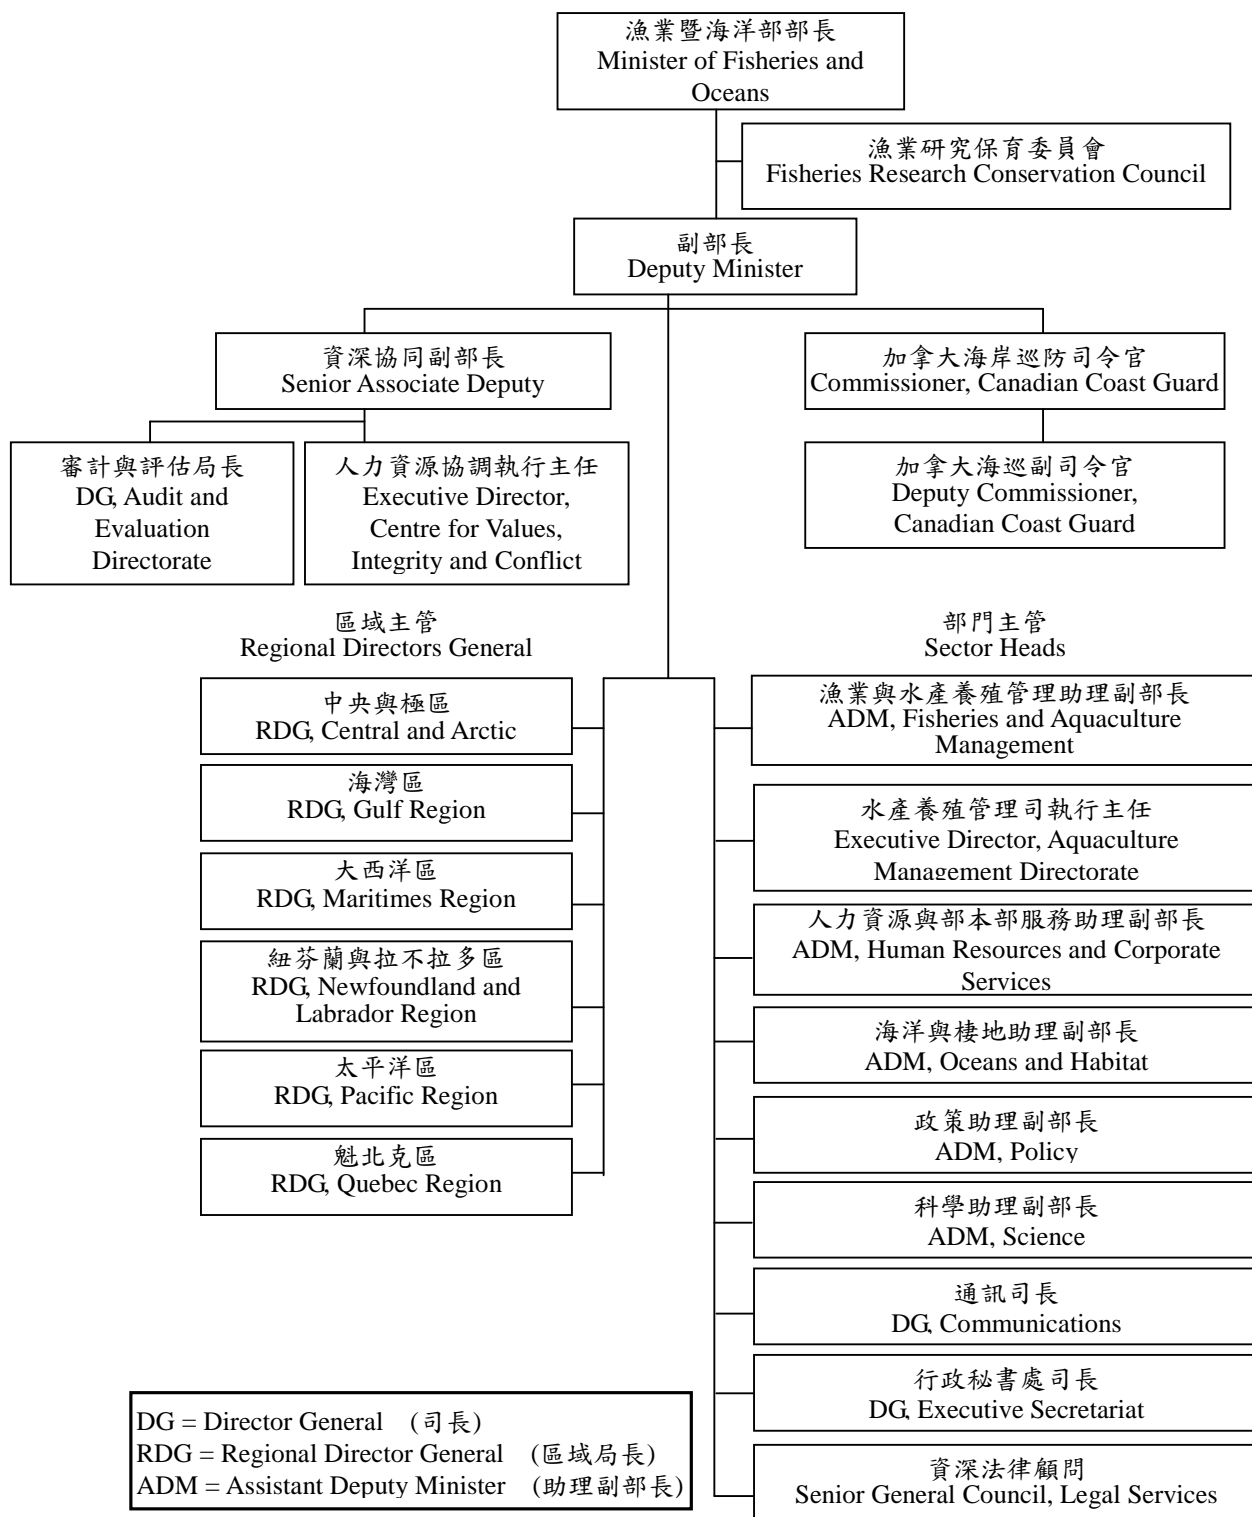 漁業暨海洋部部長
Minister of Fisheries and
Oceans
漁業研究保育委員會
Fisheries Research Conservation Council
副部長
Deputy Minister
資深協同副部長
Senior Associate Deputy
加拿大海岸巡防司令官
Commissioner, Canadian Coast Guard
審計與評估局長
DG, Audit and
Evaluation
Directorate
人力資源協調執行主任
Executive Director,
Centre for Values,
Integrity and Conflict
加拿大海巡副司令官
Deputy Commissioner,
Canadian Coast Guard
區域主管
Regional Directors General
中央與極區
RDG, Central and Arctic
海灣區
RDG, Gulf Region
大西洋區
RDG, Maritimes Region
紐芬蘭與拉不拉多區
RDG, Newfoundland and
Labrador Region
太平洋區
RDG, Pacific Region
魁北克區
RDG, Quebec Region
部門主管
Sector Heads
漁業與水產養殖管理助理副部長
ADM, Fisheries and Aquaculture
Management
水產養殖管理司執行主任
Executive Director, Aquaculture
Management Directorate
人力資源與部本部服務助理副部長
ADM, Human Resources and Corporate
Services
海洋與棲地助理副部長
ADM, Oceans and Habitat
政策助理副部長
ADM, Policy
科學助理副部長
ADM, Science
通訊司長
DG, Communications
行政秘書處司長
DG, Executive Secretariat
資深法律顧問
Senior General Council, Legal Services
DG = Director General (司長)
RDG = Regional Director General (區域局長)
ADM = Assistant Deputy Minister (助理副部長)